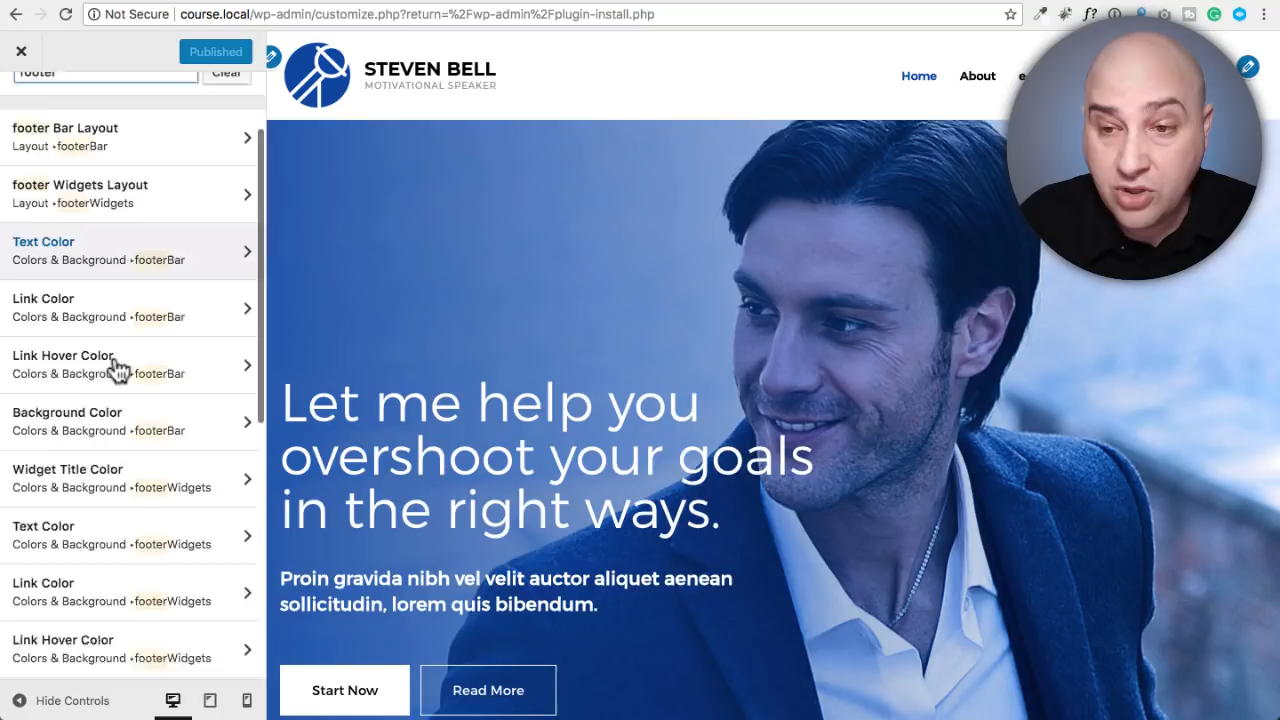 Not Secure course.local/wp-admin/customize.php?return=%2Fwp-admin%2Fplugin-install.php
Published
footer
Clear
footer Bar Layout
Layout ‣footerBar
footer Widgets Layout
Layout ‣footerWidgets
Text Color
Colors & Background ‣footerBar
Link Color
Colors & Background ‣footerBar
Link Hover Color
Colors & Background ‣footerBar
Background Color
Colors & Background ‣footerBar
Widget Title Color
Colors & Background ‣footerWidgets
Text Color
Colors & Background ‣footerWidgets
Link Color
Colors & Background ‣footerWidgets
Link Hover Color
Colors & Background ‣footerWidgets
Hide Controls
STEVEN BELL
MOTIVATIONAL SPEAKER
Home About
Let me help you
overshoot your goals
in the right ways.
Proin gravida nibh vel velit auctor aliquet aenean
sollicitudin, lorem quis bibendum.
Start Now
Read More